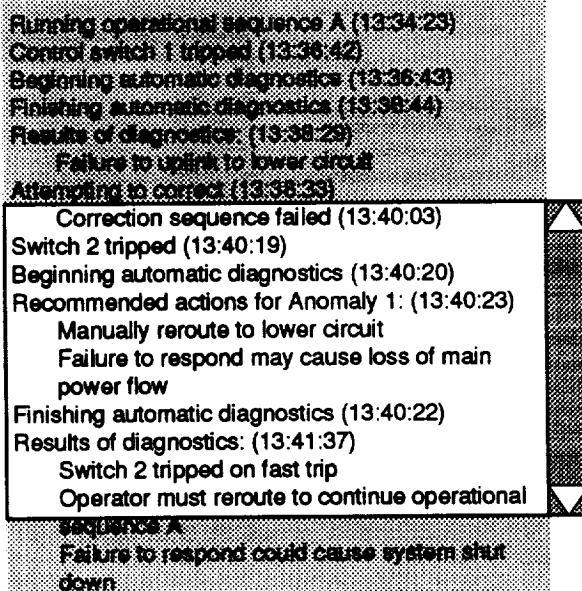 Running operational sequence A (13:34:23)
Control switch 1 tripped (13:36:42)
Beginning automatic diagnostics (13:36:43)
Finishing automatic diagnostics (13:38:44)
Results of diagnostics: (13:38:29)
Failure to uplink to lower circuit
Attempting to correct (13:38:33)
Correction sequence failed (13:40:03)
Switch 2 tripped (13:40:19)
Beginning automatic diagnostics (13:40:20)
Recommended actions for Anomaly 1: (13:40:23)
Manually reroute to lower circuit
Failure to respond may cause loss of main
power flow
Finishing automatic diagnostics (13:40:22)
Results of diagnostics: (13:41:37)
Switch 2 tripped on fast trip
Operator must reroute to continue operational
sequence A
Failure to respond could cause system shut
down